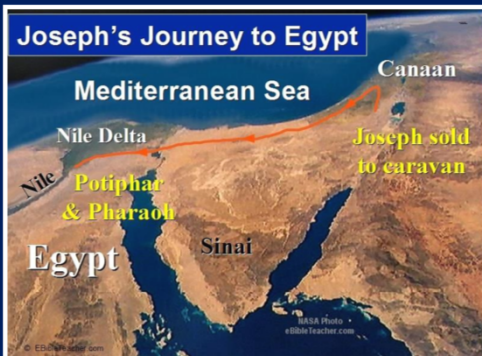 Joseph's Journey to Egypt
Canaan
Mediterranean Sea
Nile Delta
Joseph sold
to caravan
Nile
Potiphar
& Pharaoh
Sinai
Egypt
NASA Photo
eBibleTeacher.com
© EBibleTeacher.com